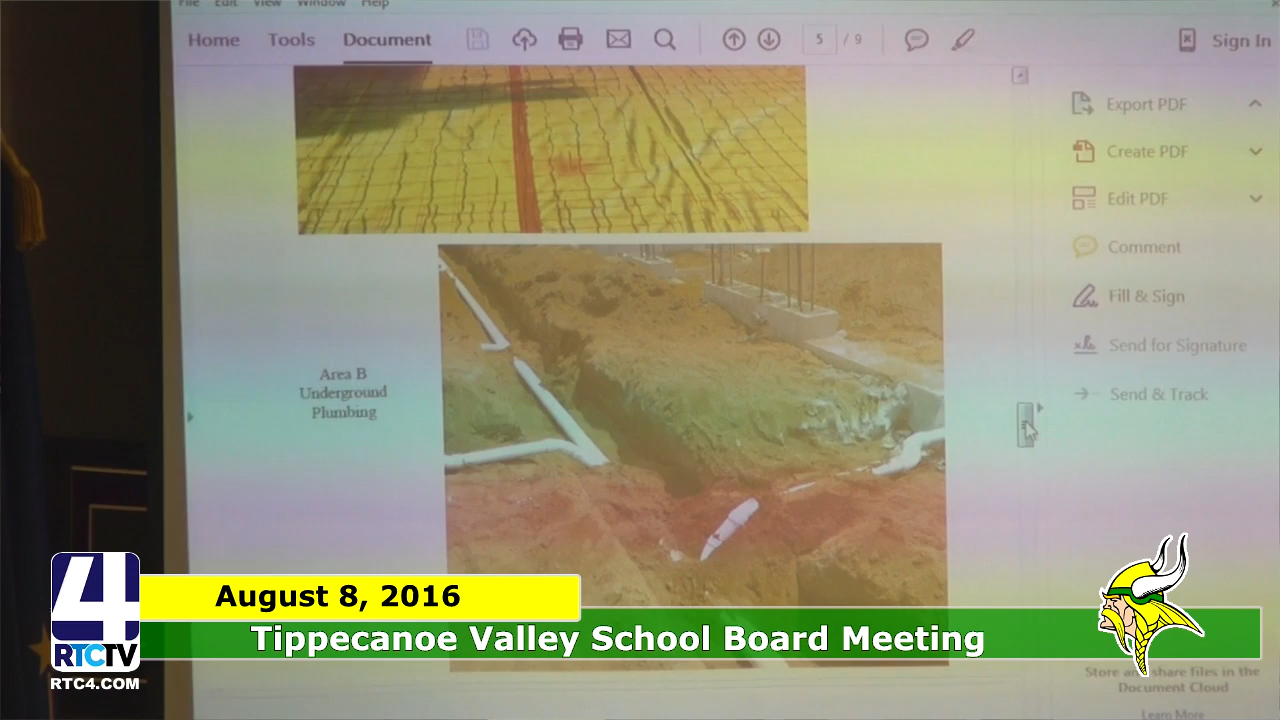 File Edit View Window Help
Home Tools Document 5 / 9 Sign In
Export PDF
Create PDF
Edit PDF
Comment
Fill & Sign
Send for Signature
Send & Track
Area B
Underground
Plumbing
4
RTCTV
RTC4.COM
August 8, 2016
Tippecanoe Valley School Board Meeting
Store and share files in the
Document Cloud
Learn More